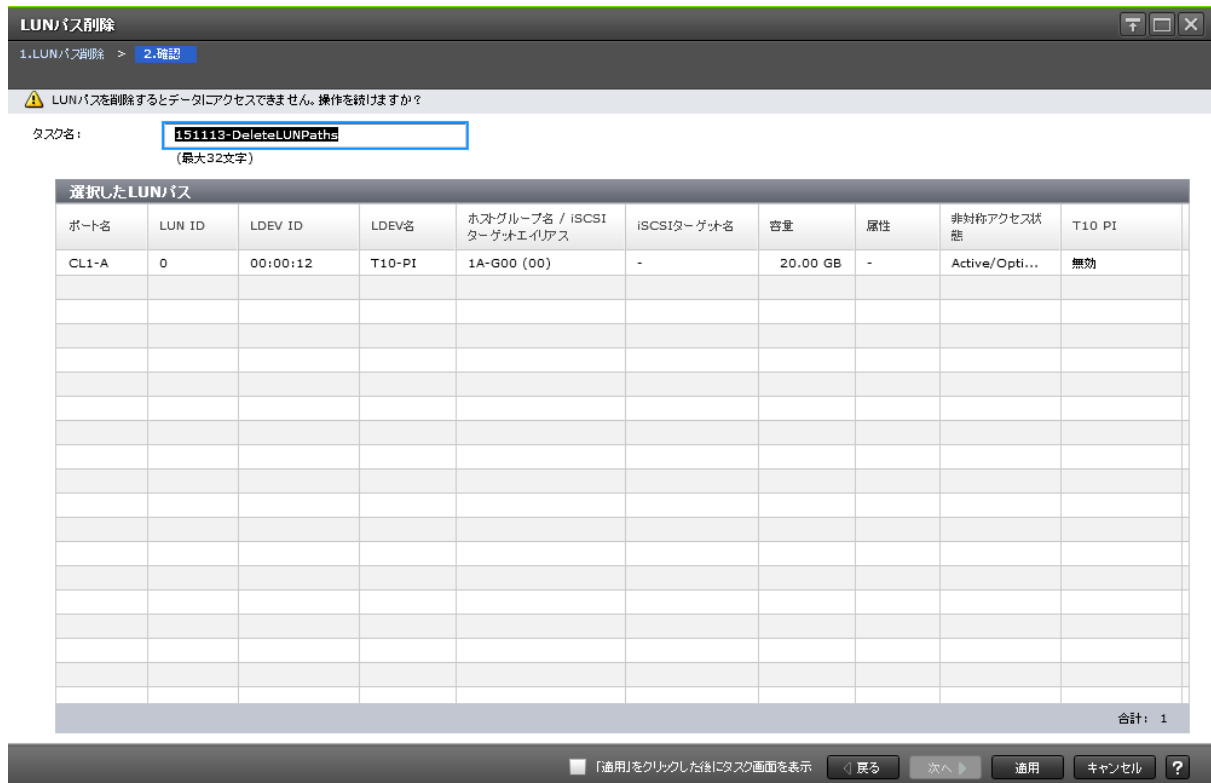 LUNパス削除
1.LUNパス削除 > 2.確認
LUNパスを削除するとデータにアクセスできません。操作を続けますか？
タスク名： 151113-DeleteLUNPaths
(最大32文字)
選択したLUNパス
ポート名 LUN ID LDEV ID LDEV名 ホストグループ名 / iSCSI iSCSIターゲット名 容量 属性 非対称アクセス状 T10 PI
ターゲットエイリアス 態
CL1-A 0 00:00:12 T10-PI 1A-G00 (00) - 20.00 GB - Active/Opti... 無効
合計： 1
「適用」をクリックした後にタスク画面を表示 戻る 次へ 適用 キャンセル ?